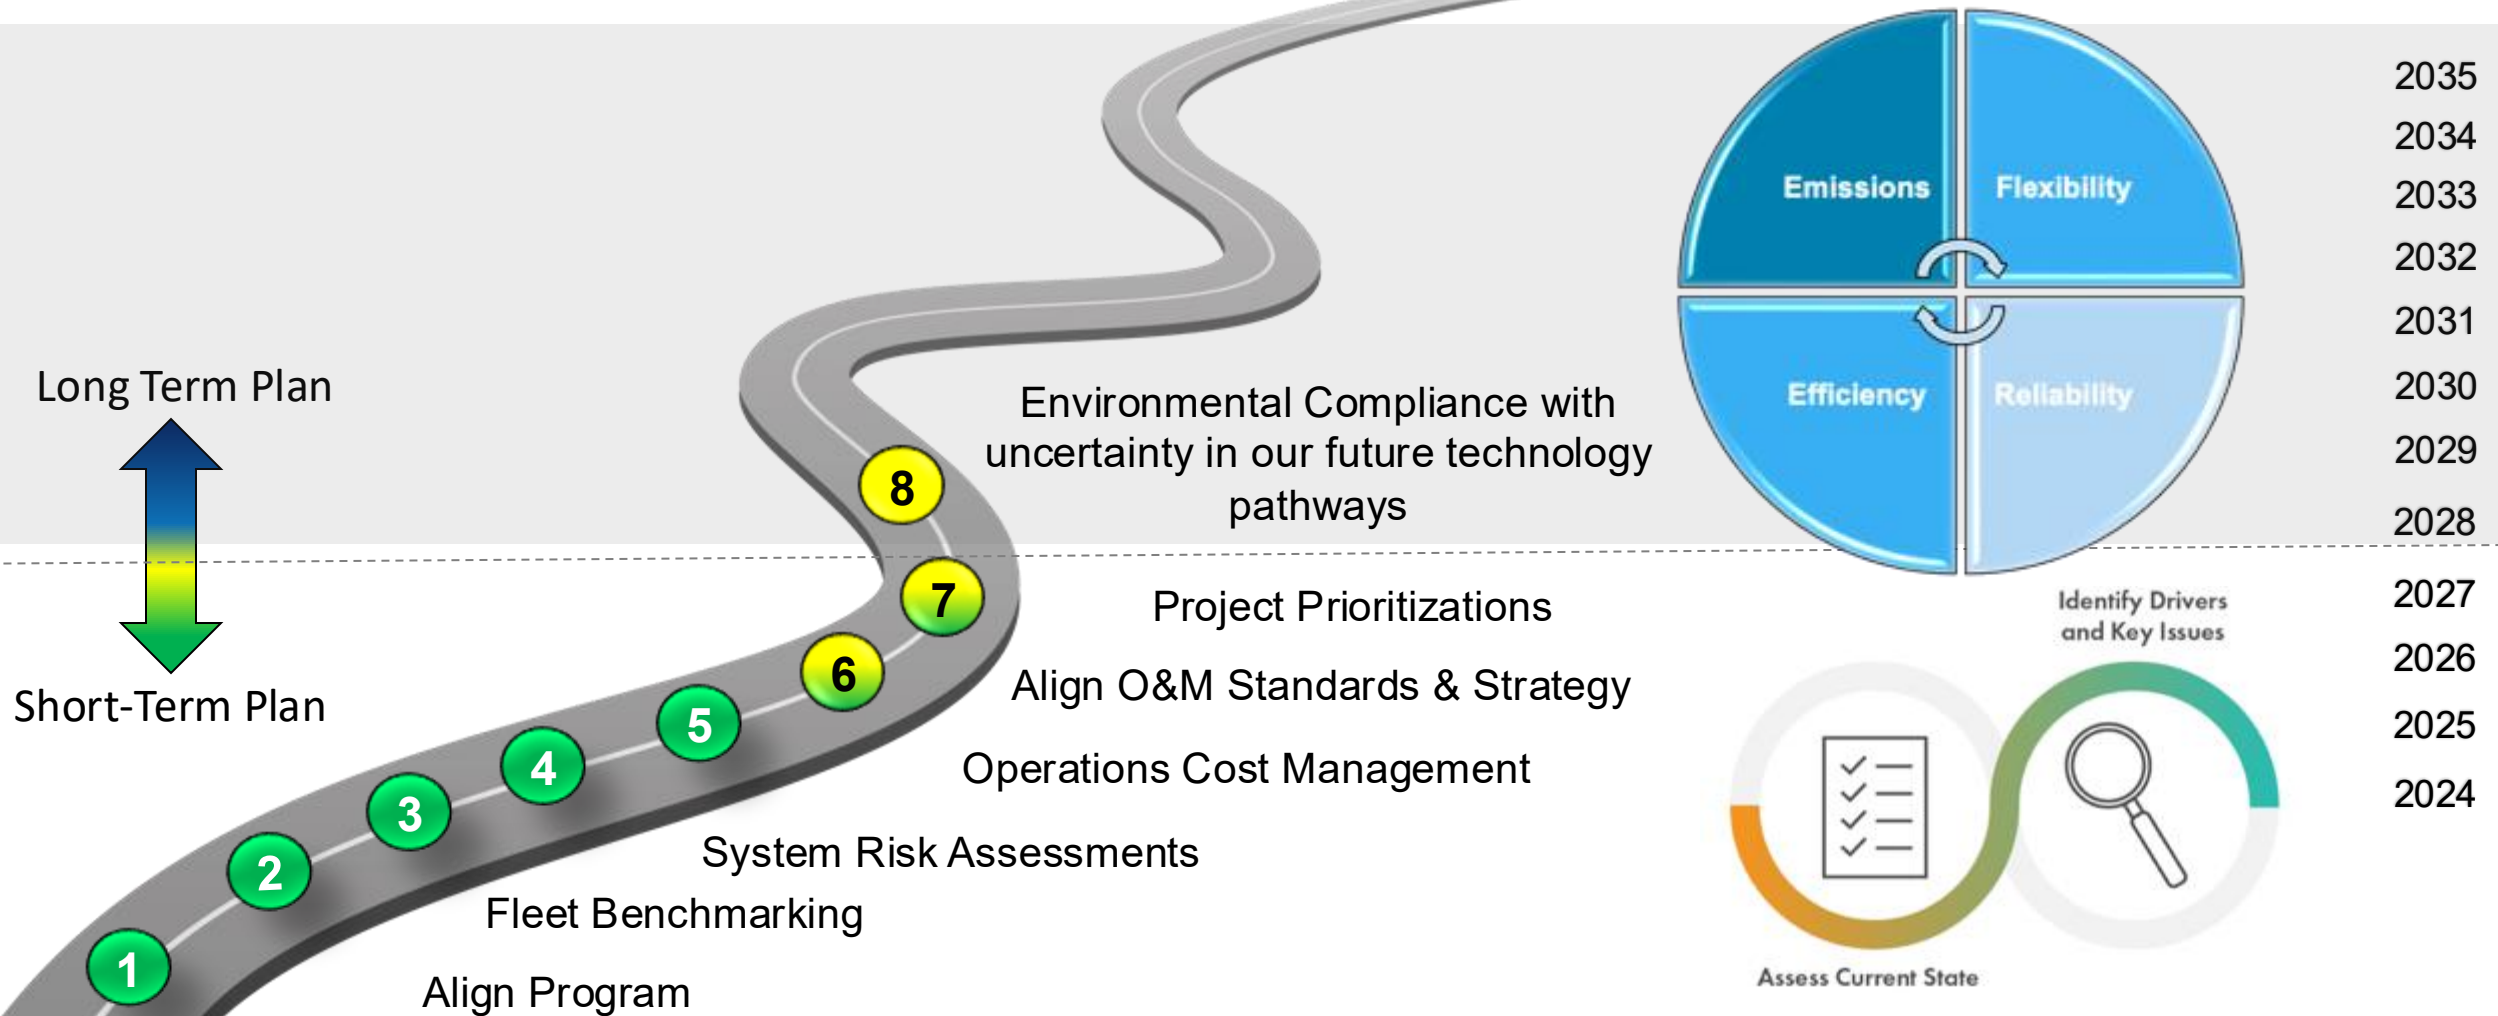 Long Term Plan
Short-Term Plan
1
2
3
4
5
6
7
8
Environmental Compliance with
uncertainty in our future technology
pathways
Project Prioritizations
Align O&M Standards & Strategy
Operations Cost Management
System Risk Assessments
Fleet Benchmarking
Align Program
Emissions
Flexibility
Efficiency
Reliability
Identify Drivers
and Key Issues
Assess Current State
2035
2034
2033
2032
2031
2030
2029
2028
2027
2026
2025
2024